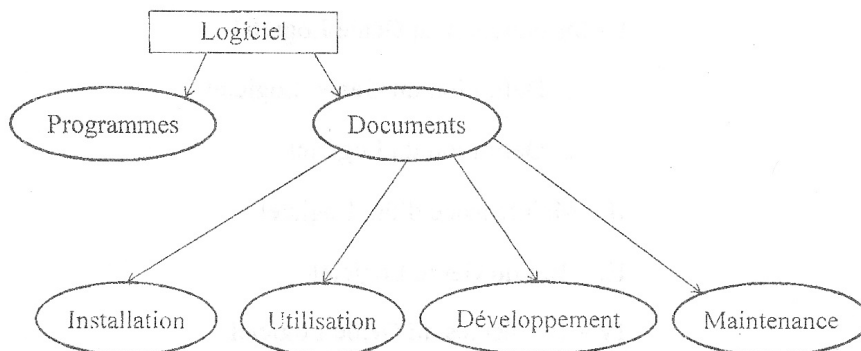 Logiciel
Programmes
Documents
Installation
Utilisation
Développement
Maintenance